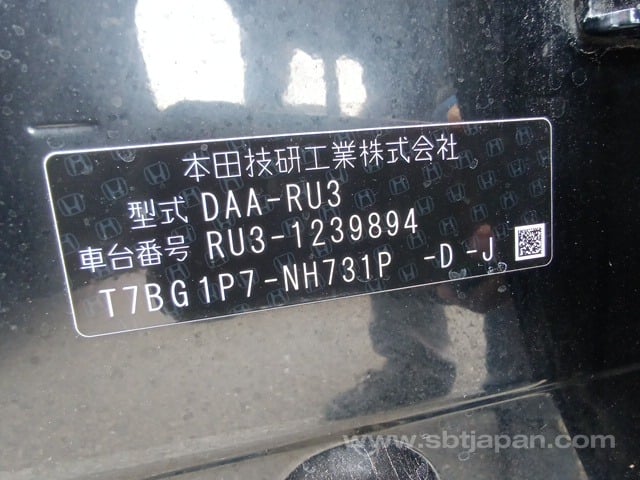 本田技研工業株式会社
型式 DAA-RU3
車台番号 RU3-1239894
T7BG1P7-NH731P -D-J
www.sbtjapan.com